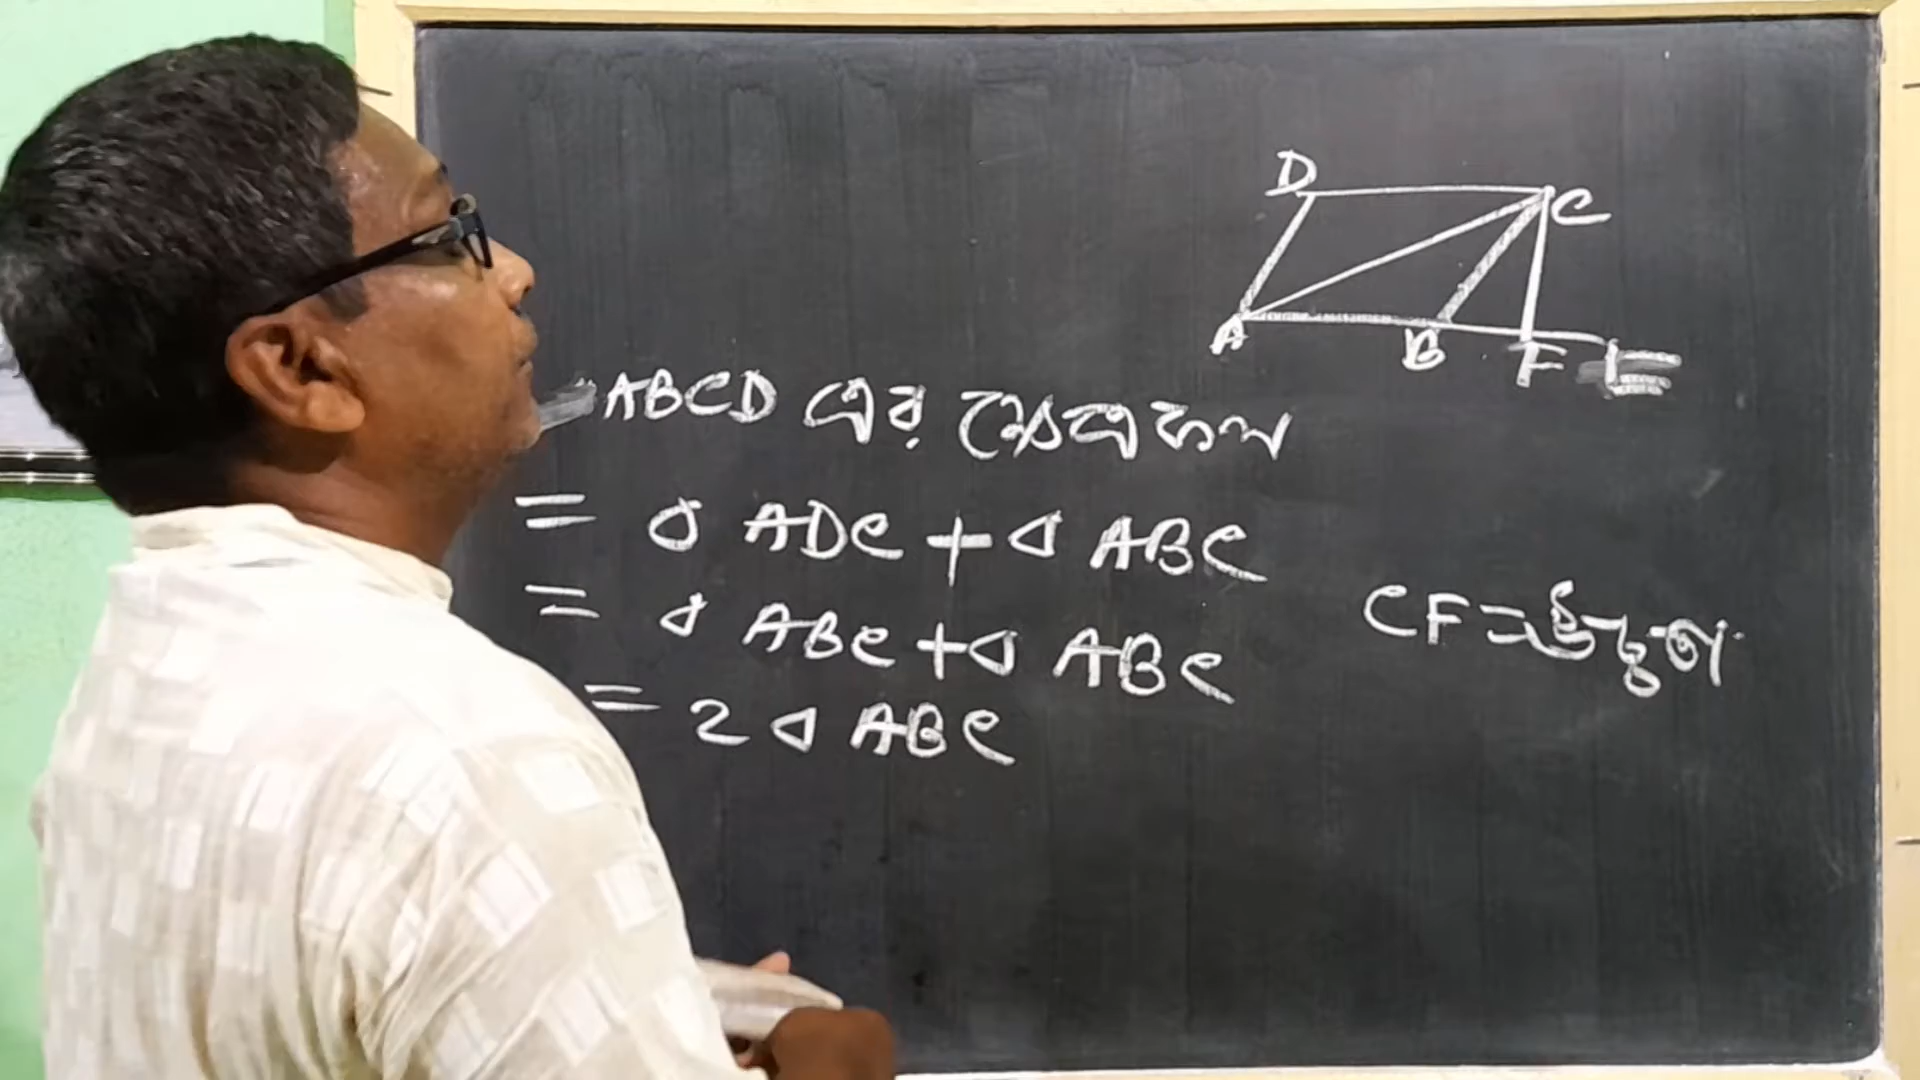 D
C
A
B
F
E
ABCD এর ক্ষেত্রফল
= Δ ADC + Δ ABC
= Δ ABC + Δ ABC
CF = উচ্চতা
= 2 Δ ABC